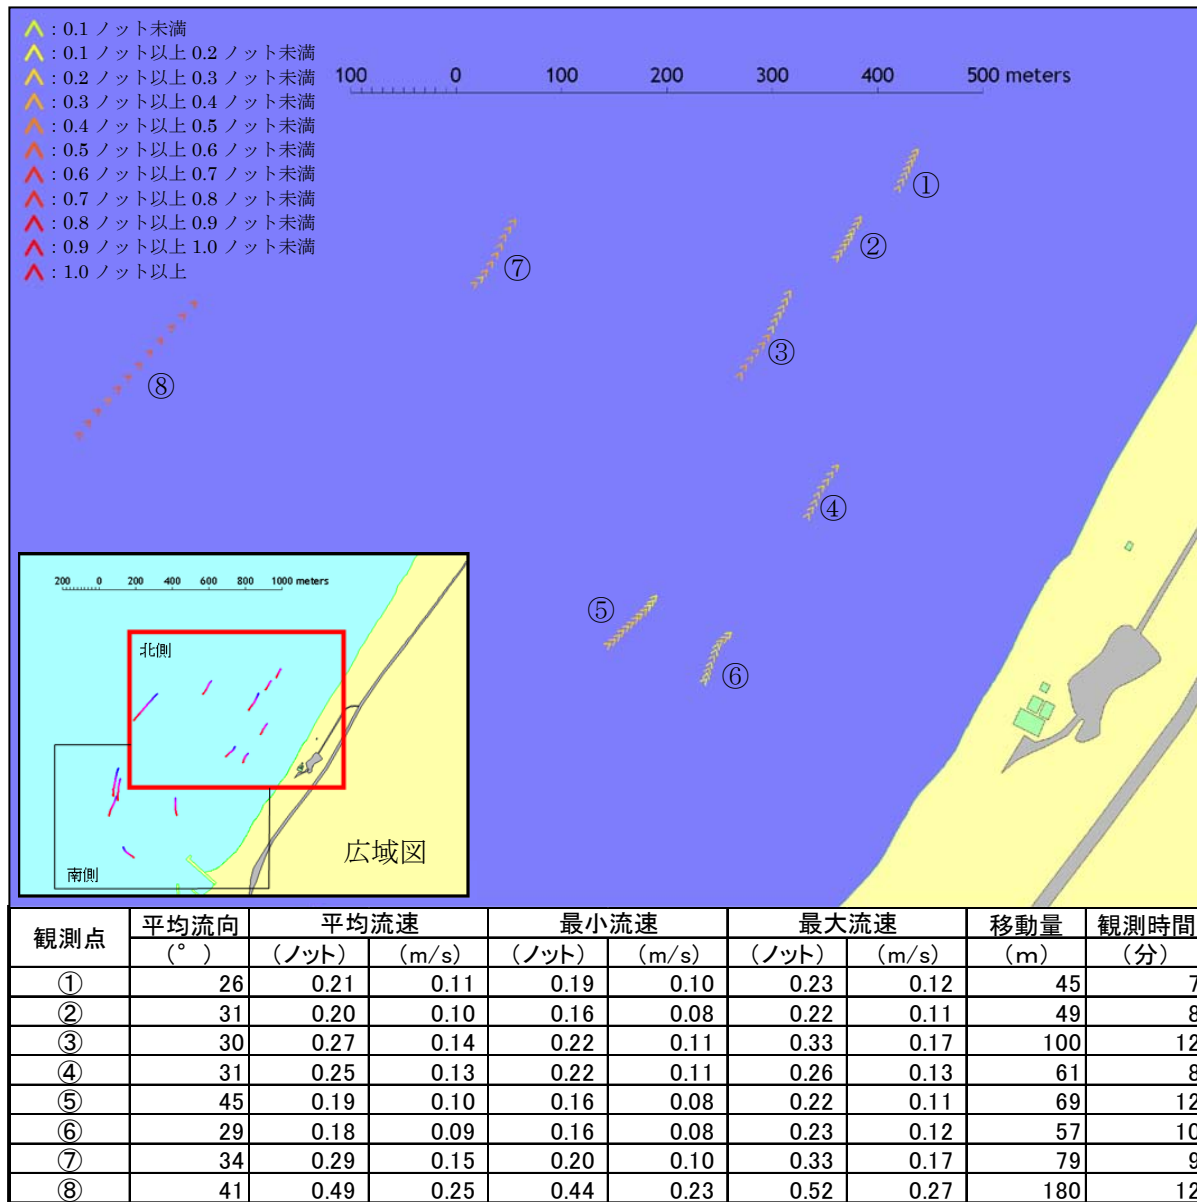 : 0.1 ノット未満
: 0.1 ノット以上 0.2 ノット未満
: 0.2 ノット以上 0.3 ノット未満
: 0.3 ノット以上 0.4 ノット未満
: 0.4 ノット以上 0.5 ノット未満
: 0.5 ノット以上 0.6 ノット未満
: 0.6 ノット以上 0.7 ノット未満
: 0.7 ノット以上 0.8 ノット未満
: 0.8 ノット以上 0.9 ノット未満
: 0.9 ノット以上 1.0 ノット未満
: 1.0 ノット以上
100 0 100 200 300 400 500 meters
①
②
⑦
③
⑧
④
⑤
⑥
200 0 200 400 600 800 1000 meters
北側
南側
広域図
観測点 平均流向 平均流速 最小流速 最大流速 移動量 観測時間
(°) (ノット) (m/s) (ノット) (m/s) (ノット) (m/s) (m) (分)
① 26 0.21 0.11 0.19 0.10 0.23 0.12 45 7
② 31 0.20 0.10 0.16 0.08 0.22 0.11 49 8
③ 30 0.27 0.14 0.22 0.11 0.33 0.17 100 12
④ 31 0.25 0.13 0.22 0.11 0.26 0.13 61 8
⑤ 45 0.19 0.10 0.16 0.08 0.22 0.11 69 12
⑥ 29 0.18 0.09 0.16 0.08 0.23 0.12 57 10
⑦ 34 0.29 0.15 0.20 0.10 0.33 0.17 79 9
⑧ 41 0.49 0.25 0.44 0.23 0.52 0.27 180 12